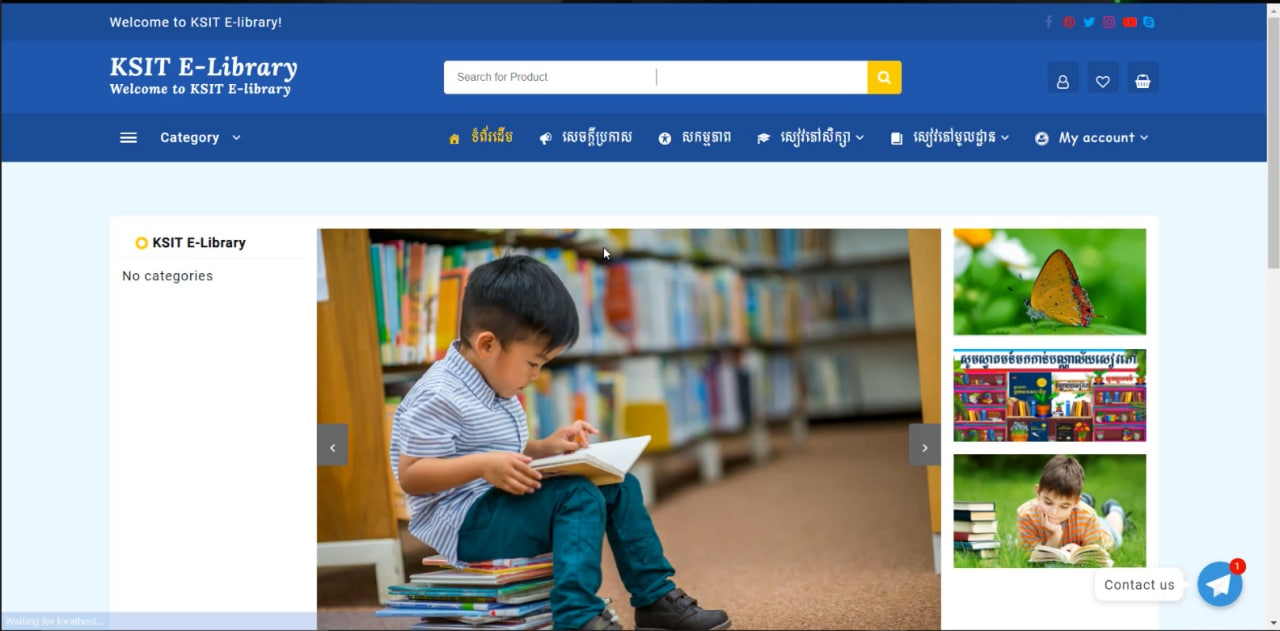 Welcome to KSIT E-library!
KSIT E-Library
Welcome to KSIT E-library
Search for Product
Category
ទំព័រដើម
សេចក្តីប្រកាស
សកម្មភាព
សៀវភៅសិក្សា
សៀវភៅមូលដ្ឋាន
My account
KSIT E-Library
No categories
សូមស្វាគមន៍មកកាន់បណ្ណាល័យសៀវភៅ
Contact us
1
Waiting for localhost...